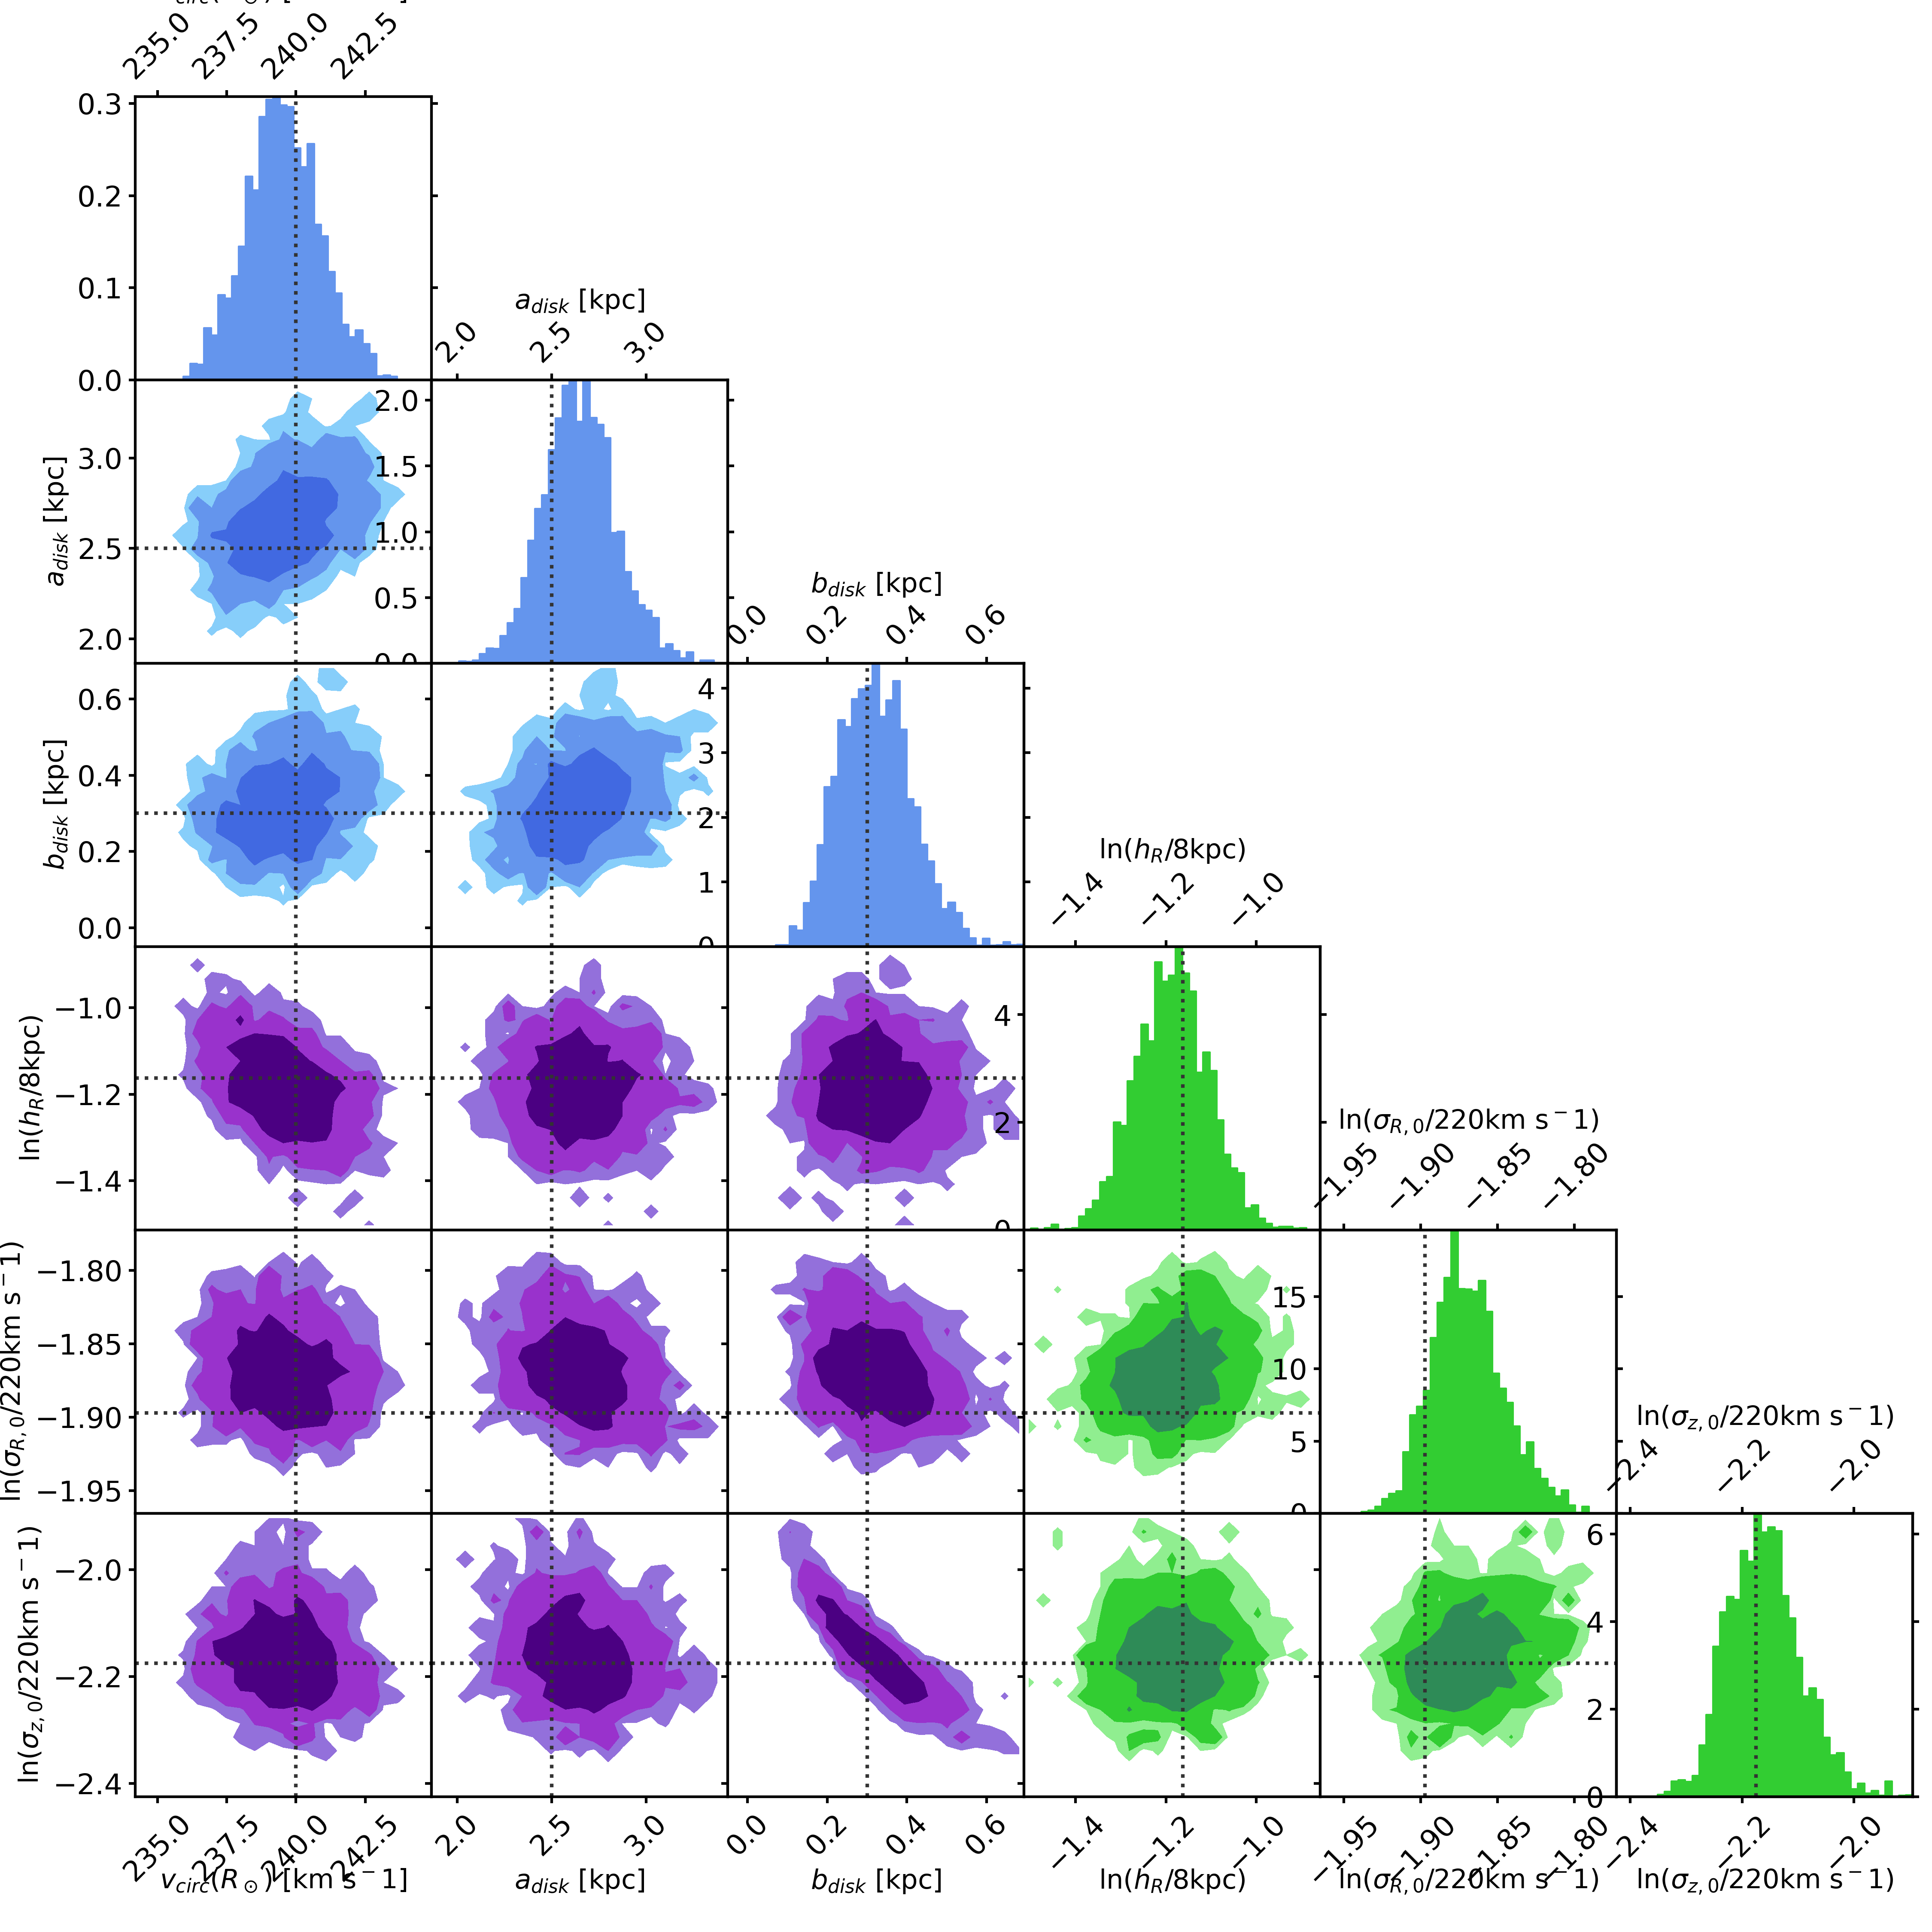 circ
235.0 237.5 240.0 242.5
0.3
0.2
0.1
0.0
a_disk [kpc]
2.0 2.5 3.0
2.0
1.5
1.0
0.5
0.0
a_disk [kpc]
3.0
2.5
2.0
b_disk [kpc]
0.0 0.2 0.4 0.6
4
3
2
1
0
b_disk [kpc]
0.6
0.4
0.2
0.0
ln(h_R/8kpc)
−1.4 −1.2 −1.0
4
2
0
ln(h_R/8kpc)
−1.0
−1.2
−1.4
ln(σ_R,0/220km s⁻1)
−1.95 −1.90 −1.85 −1.80
15
10
5
0
ln(σ_R,0/220km s⁻1)
−1.80
−1.85
−1.90
−1.95
ln(σ_z,0/220km s⁻1)
−2.4 −2.2 −2.0
6
4
2
0
ln(σ_z,0/220km s⁻1)
−2.0
−2.2
−2.4
235.0 237.5 240.0 242.5
v_circ(R_⊙) [km s⁻1]
2.0 2.5 3.0
a_disk [kpc]
0.0 0.2 0.4 0.6
b_disk [kpc]
−1.4 −1.2 −1.0
ln(h_R/8kpc)
−1.95 −1.90 −1.85 −1.80
ln(σ_R,0/220km s⁻1)
−2.4 −2.2 −2.0
ln(σ_z,0/220km s⁻1)